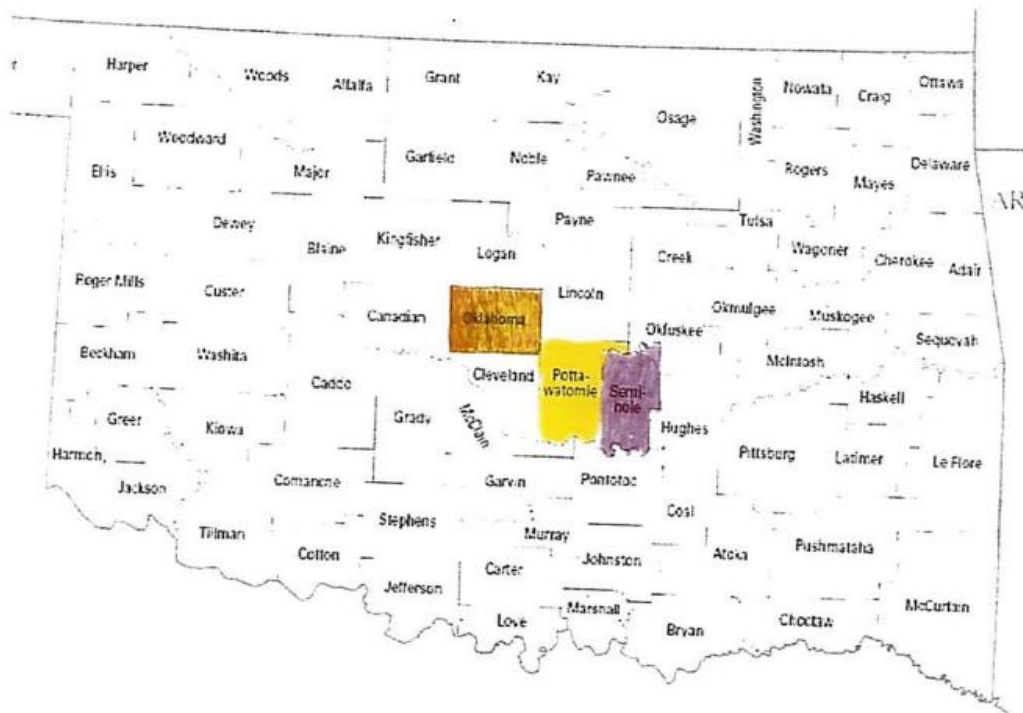 r
Harper
Woods
Alfalfa
Grant
Kay
Osage
Washington
Nowata
Craig
Ottawa
Woodward
Ellis
Major
Garfield
Noble
Pawnee
Rogers
Mayes
Delaware
AR
Dewey
Blaine
Kingfisher
Logan
Payne
Creek
Tulsa
Wagoner
Cherokee
Adair
Roger Mills
Custer
Canadian
Oklahoma
Lincoln
Okfuskee
Okmulgee
Muskogee
Sequoyah
Beckham
Washita
Caddo
Cleveland
Potta-
watomie
Semi-
nole
McIntosh
Haskell
Greer
Kiowa
Grady
McClain
Hughes
Pittsburg
Latimer
Le Flore
Harmon
Jackson
Comanche
Garvin
Pontotoc
Coal
Tillman
Stephens
Murray
Johnston
Atoka
Pushmataha
Cotton
Jefferson
Carter
Love
Marshall
Bryan
Choctaw
McCurtain